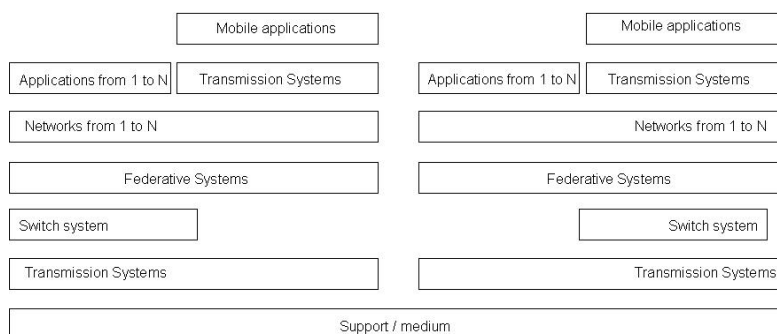 Mobile applications
Mobile applications
Applications from 1 to N
Transmission Systems
Applications from 1 to N
Transmission Systems
Networks from 1 to N
Networks from 1 to N
Federative Systems
Federative Systems
Switch system
Switch system
Transmission Systems
Transmission Systems
Support / medium